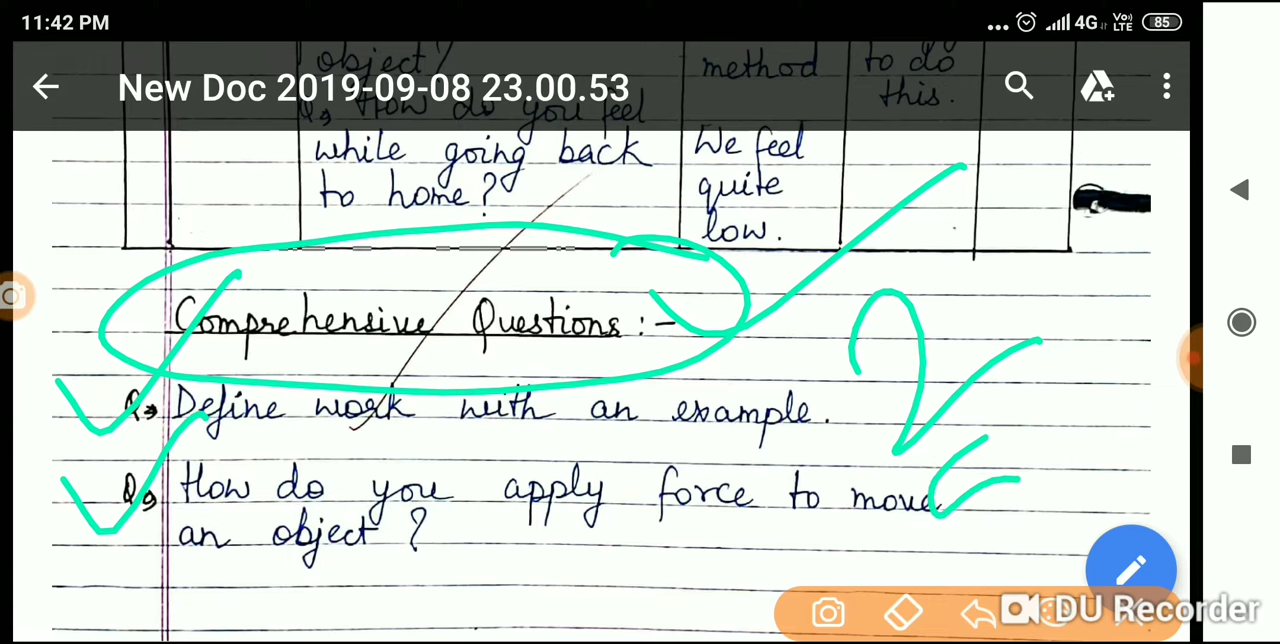 11:42 PM
4G
Vo)
LTE
85
New Doc 2019-09-08 23.00.53
object?
Q, How do you feel
while going back
to home?
method
We feel
quite
low.
to do
this.
Comprehensive Questions :-
Q, Define work with an example.
Q, How do you apply force to move
an object ?
DU Recorder